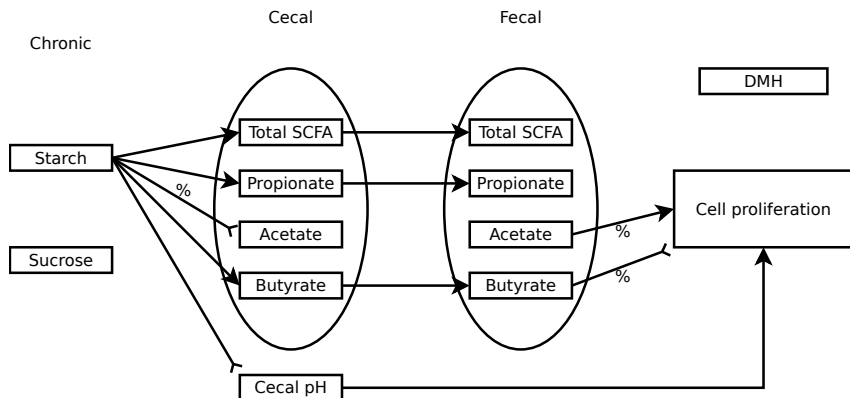 Cecal
Fecal
Chronic
DMH
Total SCFA
Total SCFA
Starch
%
Propionate
Propionate
Cell proliferation
Acetate
Acetate
%
Sucrose
Butyrate
Butyrate
%
Cecal pH